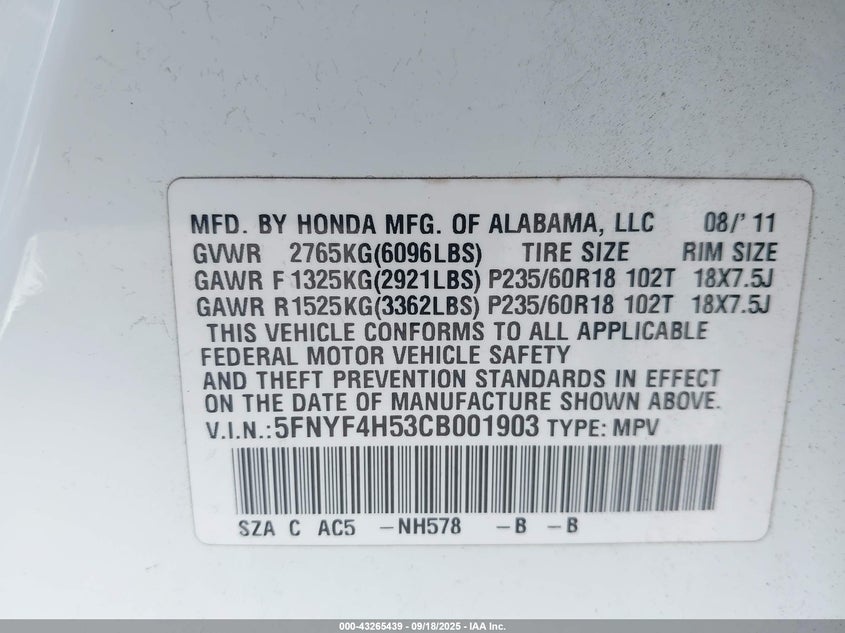 MFD. BY HONDA MFG. OF ALABAMA, LLC 08/'11
GVWR 2765KG(6096LBS) TIRE SIZE RIM SIZE
GAWR F1325KG(2921LBS) P235/60R18 102T 18X7.5J
GAWR R1525KG(3362LBS) P235/60R18 102T 18X7.5J
THIS VEHICLE CONFORMS TO ALL APPLICABLE
FEDERAL MOTOR VEHICLE SAFETY
AND THEFT PREVENTION STANDARDS IN EFFECT
ON THE DATE OF MANUFACTURE SHOWN ABOVE.
V.I.N.:5FNYF4H53CB001903 TYPE: MPV
SZA C AC5 -NH578 -B -B
000-43265439 - 09/18/2025 - IAA Inc.